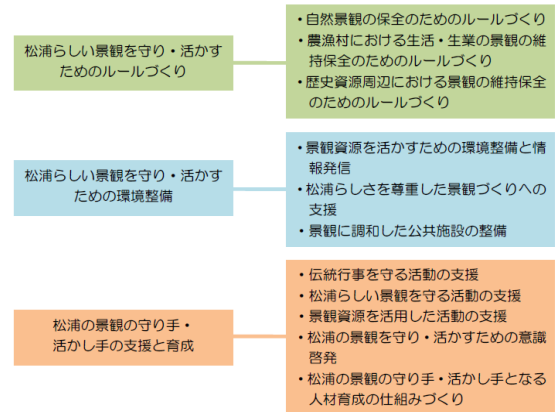 松浦らしい景観を守り・活かす
ためのルールづくり
・自然景観の保全のためのルールづくり
・農漁村における生活・生業の景観の維
持保全のためのルールづくり
・歴史資源周辺における景観の維持保全
のためのルールづくり
松浦らしい景観を守り・活かす
ための環境整備
・景観資源を活かすための環境整備と情
報発信
・松浦らしさを尊重した景観づくりへの
支援
・景観に調和した公共施設の整備
松浦の景観の守り手・
活かし手の支援と育成
・伝統行事を守る活動の支援
・松浦らしい景観を守る活動の支援
・景観資源を活用した活動の支援
・松浦の景観を守り・活かすための意識
啓発
・松浦の景観の守り手・活かし手となる
人材育成の仕組みづくり